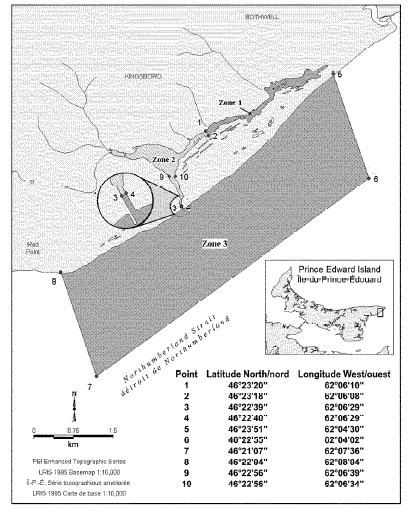 BOTHWELL
KINGSBORO
Zone 1
5
1
2
Zone 2
4
3
9 10
3 4
6
Zone 3
Red
Point
8
7
Northumberland Strait
détroit de Northumberland
Prince Edward Island
Île-du-Prince-Édouard
Point Latitude North/nord Longitude West/ouest
1 46°23'20" 62°06'10"
2 46°23'18" 62°06'08"
3 46°22'39" 62°06'29"
4 46°22'40" 62°06'29"
5 46°23'51" 62°04'30"
6 46°22'55" 62°04'02"
7 46°21'07" 62°07'36"
8 46°22'04" 62°08'04"
9 46°22'56" 62°06'39"
10 46°22'56" 62°06'34"
N
0 0.75 1.5
km
PEI Enhanced Topographic Series
LRIS 1995 Basemap 1:10,000
Î.-P.-É. Série topographique améliorée
LRIS 1995 Carte de base 1:10,000